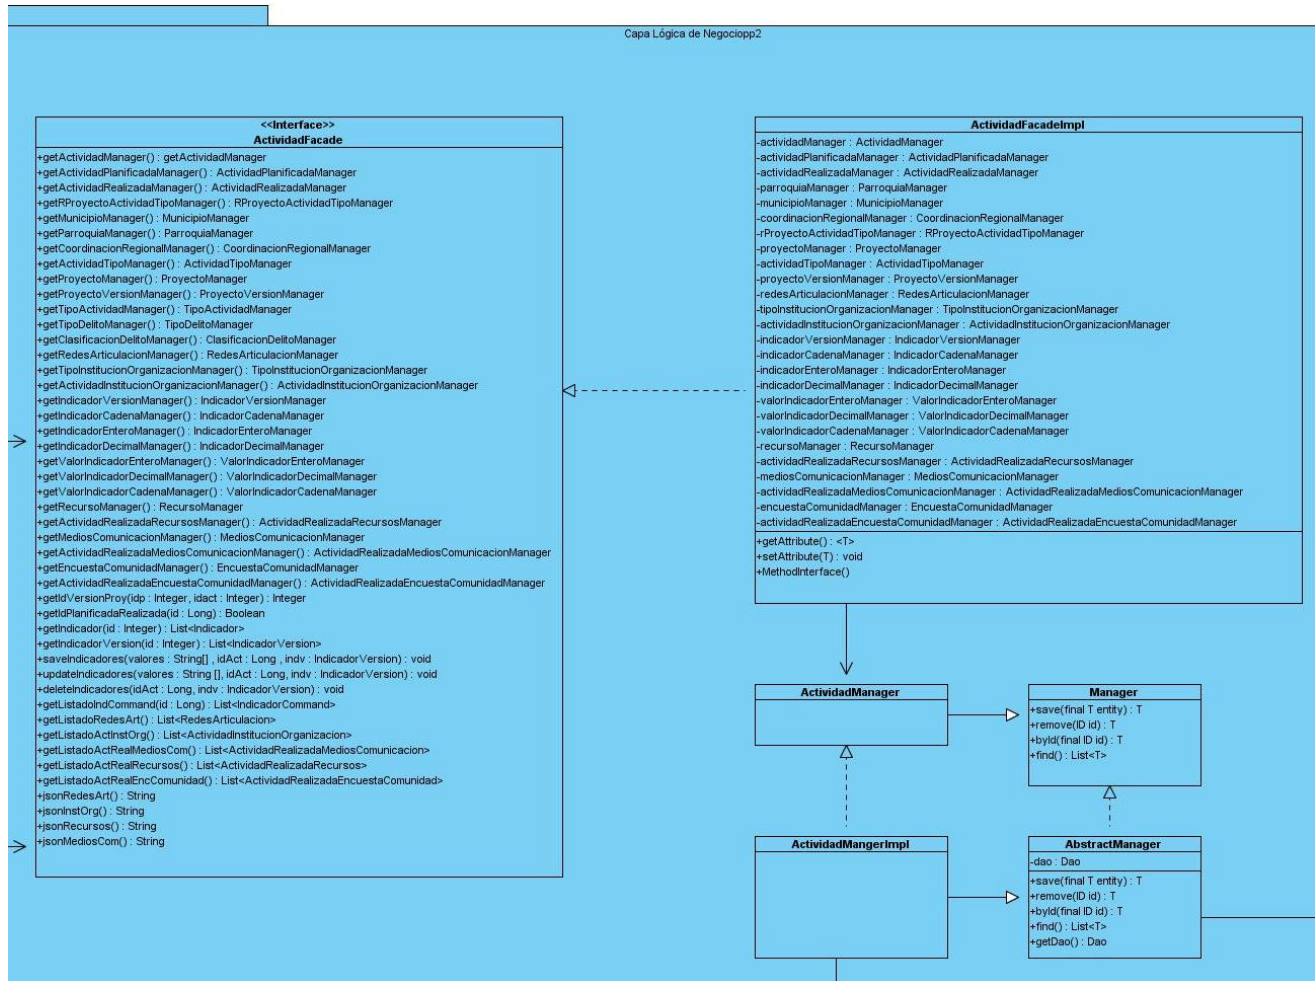 Capa Lógica de Negociopp2
<<Interface>>
ActividadFacade
+getActividadManager() : getActividadManager
+getActividadPlanificadaManager() : ActividadPlanificadaManager
+getActividadRealizadaManager() : ActividadRealizadaManager
+getRProyectoActividadTipoManager() : RProyectoActividadTipoManager
+getMunicipioManager() : MunicipioManager
+getParroquiaManager() : ParroquiaManager
+getCoordinacionRegionalManager() : CoordinacionRegionalManager
+getActividadTipoManager() : ActividadTipoManager
+getProyectoManager() : ProyectoManager
+getProyectoVersionManager() : ProyectoVersionManager
+getTipoActividadManager() : TipoActividadManager
+getTipoDelitoManager() : TipoDelitoManager
+getClasificacionDelitoManager() : ClasificacionDelitoManager
+getRedesArticulacionManager() : RedesArticulacionManager
+getTipoInstitucionOrganizacionManager() : TipoInstitucionOrganizacionManager
+getActividadInstitucionOrganizacionManager() : ActividadInstitucionOrganizacionManager
+getIndicadorVersionManager() : IndicadorVersionManager
+getIndicadorCadenaManager() : IndicadorCadenaManager
+getIndicadorEnteroManager() : IndicadorEnteroManager
+getIndicadorDecimalManager() : IndicadorDecimalManager
+getValorIndicadorEnteroManager() : ValorIndicadorEnteroManager
+getValorIndicadorDecimalManager() : ValorIndicadorDecimalManager
+getValorIndicadorCadenaManager() : ValorIndicadorCadenaManager
+getRecursoManager() : RecursoManager
+getActividadRealizadaRecursosManager() : ActividadRealizadaRecursosManager
+getMediosComunicacionManager() : MediosComunicacionManager
+getActividadRealizadaMediosComunicacionManager() : ActividadRealizadaMediosComunicacionManager
+getEncuestaComunidadManager() : EncuestaComunidadManager
+getActividadRealizadaEncuestaComunidadManager() : ActividadRealizadaEncuestaComunidadManager
+getIdVersionProy(idp : Integer, idact : Integer) : Integer
+getIdPlanificadaRealizada(id : Long) : Boolean
+getIndicador(id : Integer) : List<Indicador>
+getIndicadorVersion(id : Integer) : List<IndicadorVersion>
+saveIndicadores(valores : String[] , idAct : Long , indv : IndicadorVersion) : void
+updateIndicadores(valores : String [], idAct : Long, indv : IndicadorVersion) : void
+deleteIndicadores(idAct : Long, indv : IndicadorVersion) : void
+getListadoIndCommand(id : Long) : List<IndicadorCommand>
+getListadoRedesArt() : List<RedesArticulacion>
+getListadoActInstOrg() : List<ActividadInstitucionOrganizacion>
+getListadoActRealMediosCom() : List<ActividadRealizadaMediosComunicacion>
+getListadoActRealRecursos() : List<ActividadRealizadaRecursos>
+getListadoActRealEncComunidad() : List<ActividadRealizadaEncuestaComunidad>
+jsonRedesArt() : String
+jsonInstOrg() : String
+jsonRecursos() : String
+jsonMediosCom() : String
ActividadFacadeImpl
-actividadManager : ActividadManager
-actividadPlanificadaManager : ActividadPlanificadaManager
-actividadRealizadaManager : ActividadRealizadaManager
-parroquiaManager : ParroquiaManager
-municipioManager : MunicipioManager
-coordinacionRegionalManager : CoordinacionRegionalManager
-rProyectoActividadTipoManager : RProyectoActividadTipoManager
-proyectoManager : ProyectoManager
-actividadTipoManager : ActividadTipoManager
-proyectoVersionManager : ProyectoVersionManager
-redesArticulacionManager : RedesArticulacionManager
-tipoInstitucionOrganizacionManager : TipoInstitucionOrganizacionManager
-actividadInstitucionOrganizacionManager : ActividadInstitucionOrganizacionManager
-indicadorVersionManager : IndicadorVersionManager
-indicadorCadenaManager : IndicadorCadenaManager
-indicadorEnteroManager : IndicadorEnteroManager
-indicadorDecimalManager : IndicadorDecimalManager
-valorIndicadorEnteroManager : ValorIndicadorEnteroManager
-valorIndicadorDecimalManager : ValorIndicadorDecimalManager
-valorIndicadorCadenaManager : ValorIndicadorCadenaManager
-recursoManager : RecursoManager
-actividadRealizadaRecursosManager : ActividadRealizadaRecursosManager
-mediosComunicacionManager : MediosComunicacionManager
-actividadRealizadaMediosComunicacionManager : ActividadRealizadaMediosComunicacionManager
-encuestaComunidadManager : EncuestaComunidadManager
-actividadRealizadaEncuestaComunidadManager : ActividadRealizadaEncuestaComunidadManager
+getAttribute() : <T>
+setAttribute(T) : void
+MethodInterface()
ActividadManager
Manager
+save(final T entity) : T
+remove(ID id) : T
+byId(final ID id) : T
+find() : List<T>
ActividadMangerImpl
AbstractManager
-dao : Dao
+save(final T entity) : T
+remove(ID id) : T
+byId(final ID id) : T
+find() : List<T>
+getDao() : Dao